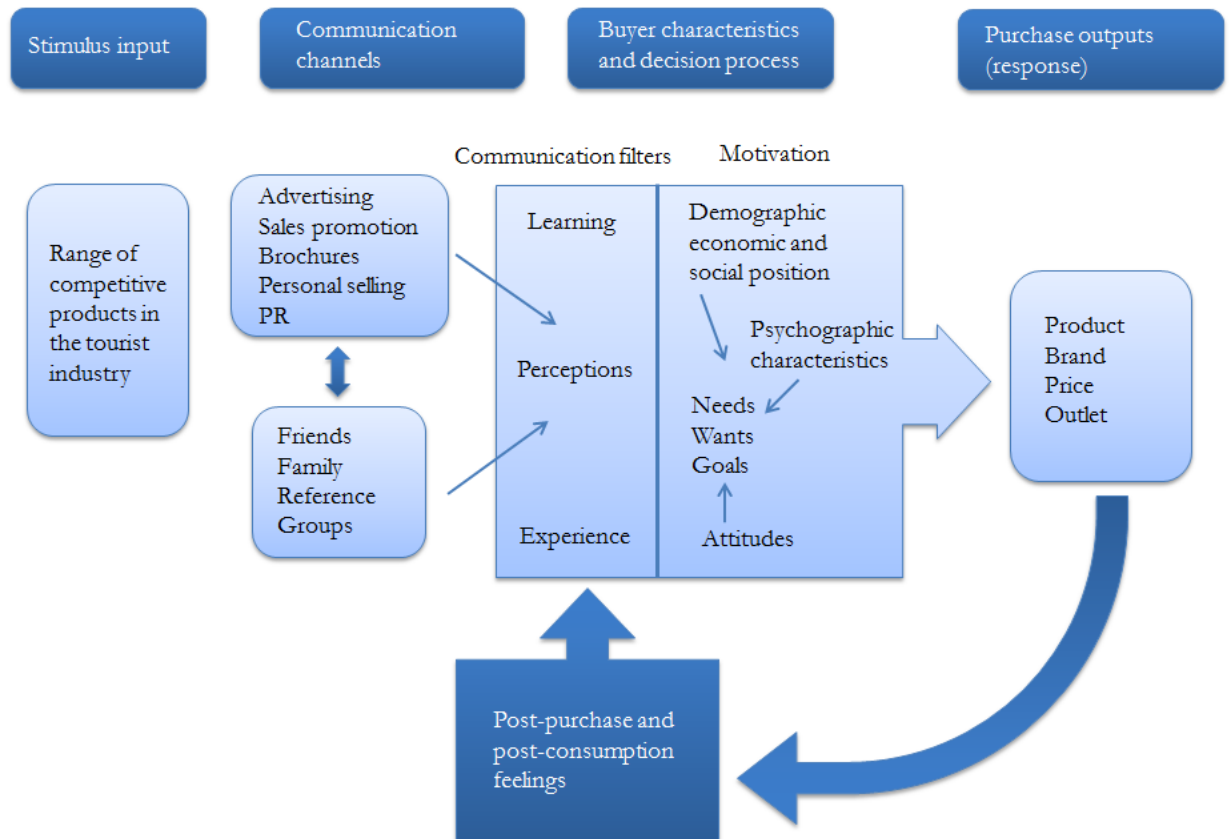 Stimulus input
Communication
channels
Buyer characteristics
and decision process
Purchase outputs
(response)
Communication filters
Motivation
Range of
competitive
products in
the tourist
industry
Advertising
Sales promotion
Brochures
Personal selling
PR
Friends
Family
Reference
Groups
Learning
Perceptions
Experience
Demographic
economic and
social position
Psychographic
characteristics
Needs
Wants
Goals
Attitudes
Product
Brand
Price
Outlet
Post-purchase and
post-consumption
feelings